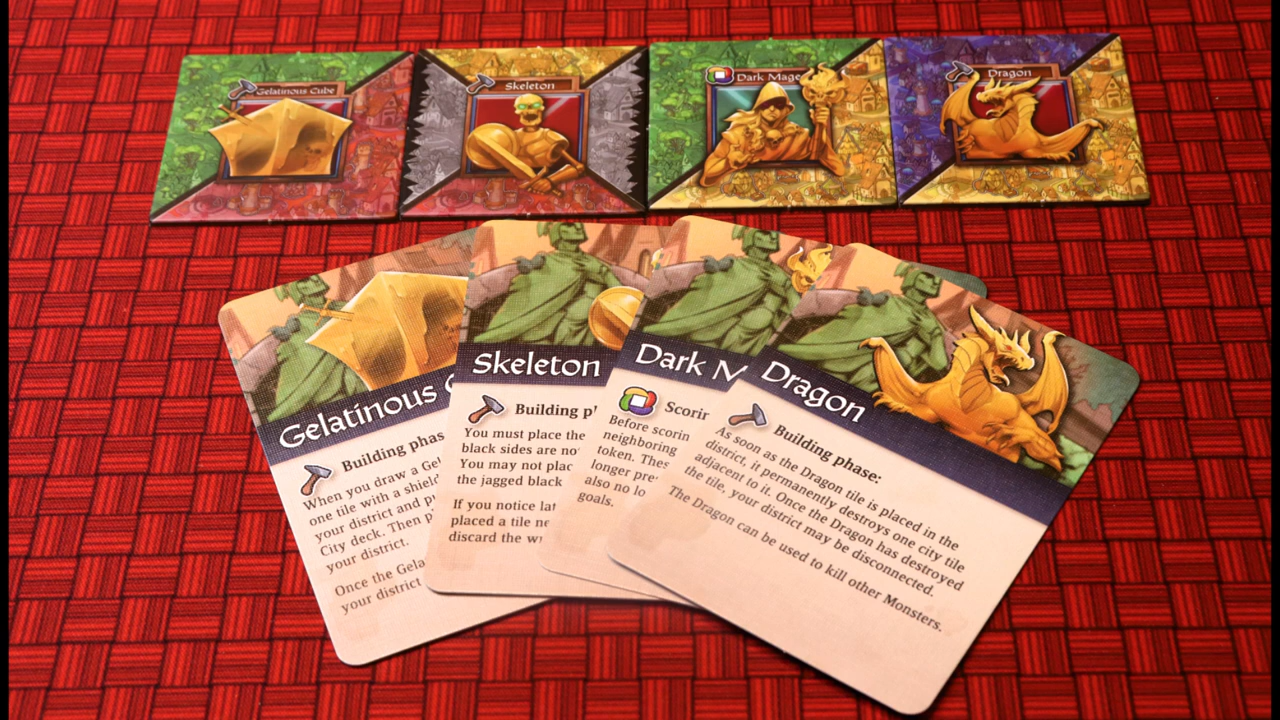 Gelatinous Cube
Skeleton
Dark Mage
Dragon
Gelatinous
Building phas
When you draw a Gel
one tile with a shield
your district and p
City deck. Then p
your district.
Once the Gela
your district
Skeleton
Building pl
You must place the
black sides are no
You may not plac
the jagged black
If you notice lat
placed a tile ne
discard the w
Dark M
Scorin
Before scorin
neighboring
token. Thes
longer pre
also no lo
goals.
Dragon
Building phase:
As soon as the Dragon tile is placed in the
district, it permanently destroys one city tile
adjacent to it. Once the Dragon has destroyed
the tile, your district may be disconnected.
The Dragon can be used to kill other Monsters.